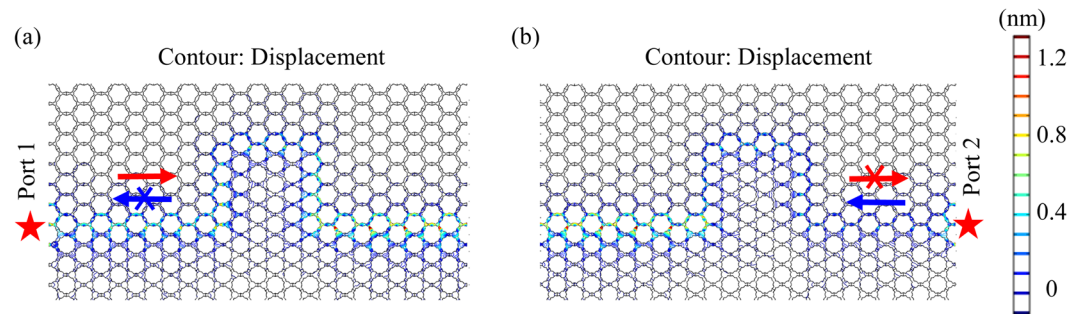 (a)
Contour: Displacement
Port 1
(b)
Contour: Displacement
Port 2
(nm)
1.2
0.8
0.4
0